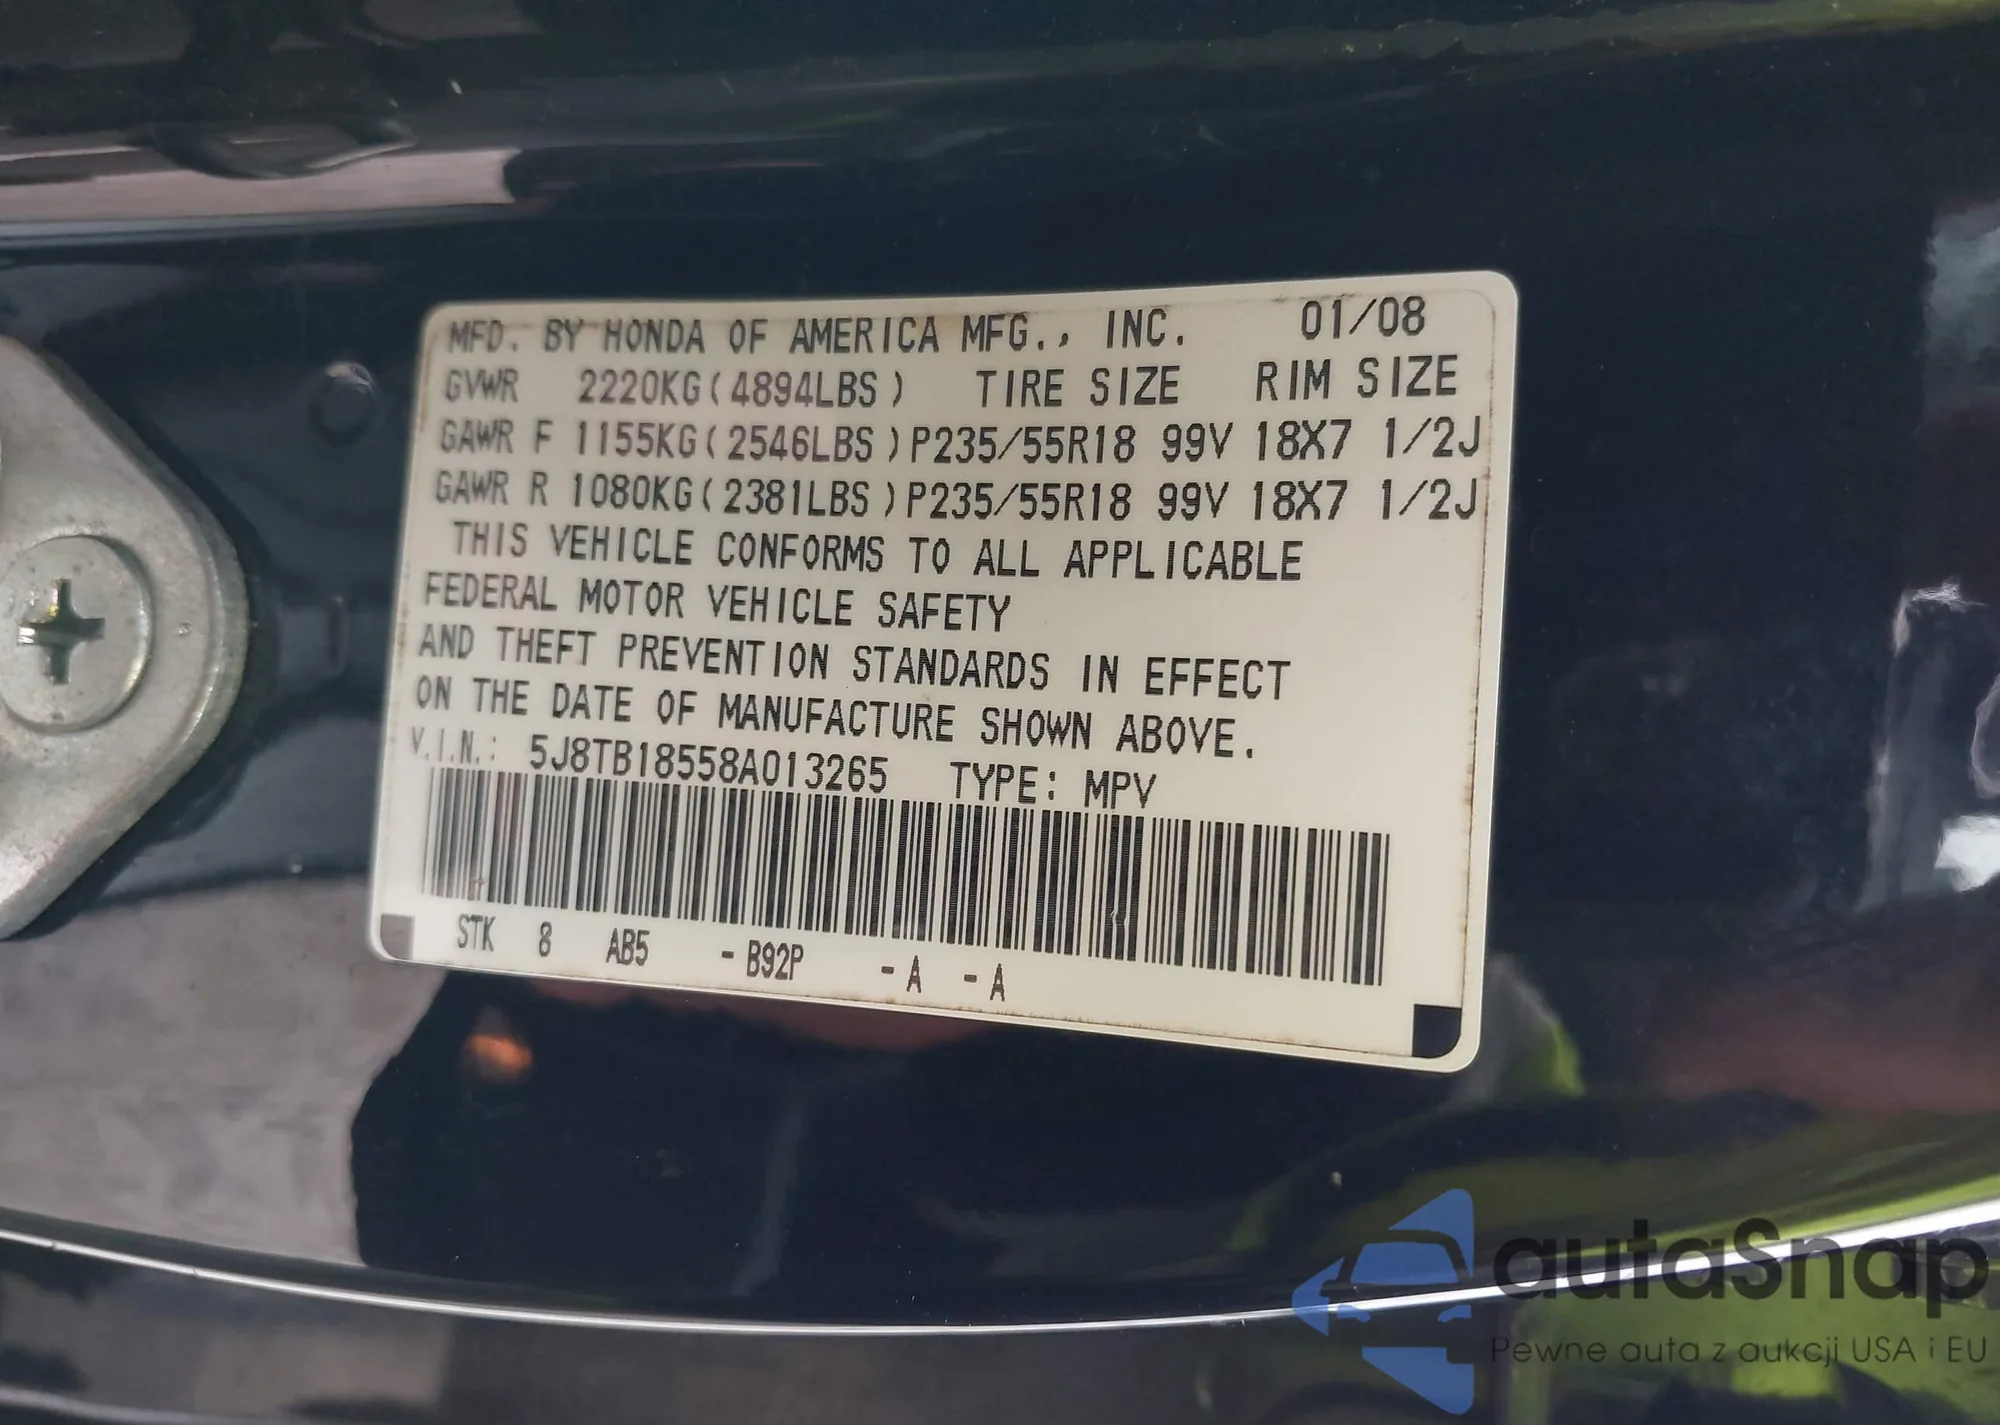 MFD. BY HONDA OF AMERICA MFG., INC. 01/08
GVWR 2220KG(4894LBS) TIRE SIZE RIM SIZE
GAWR F 1155KG(2546LBS)P235/55R18 99V 18X7 1/2J
GAWR R 1080KG(2381LBS)P235/55R18 99V 18X7 1/2J
THIS VEHICLE CONFORMS TO ALL APPLICABLE
FEDERAL MOTOR VEHICLE SAFETY
AND THEFT PREVENTION STANDARDS IN EFFECT
ON THE DATE OF MANUFACTURE SHOWN ABOVE.
V.I.N.: 5J8TB18558A013265 TYPE: MPV
STK 8 AB5 -B92P -A -A
autaSnap
Pewne auta z aukcji USA i EU